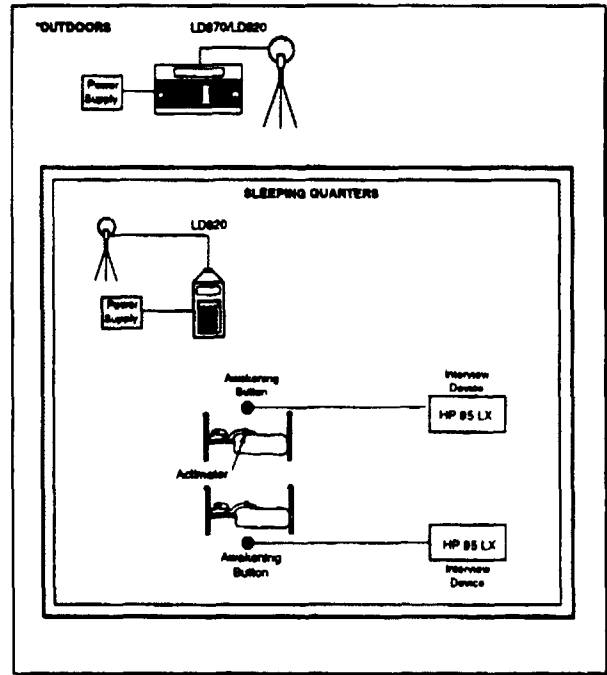 "OUTDOORS
LD870/LD820
Power
Supply
SLEEPING QUARTERS
LD820
Power
Supply
Awakening
Button
Interview
Device
HP 95 LX
Actimeter
HP 95 LX
Awakening
Button
Interview
Device